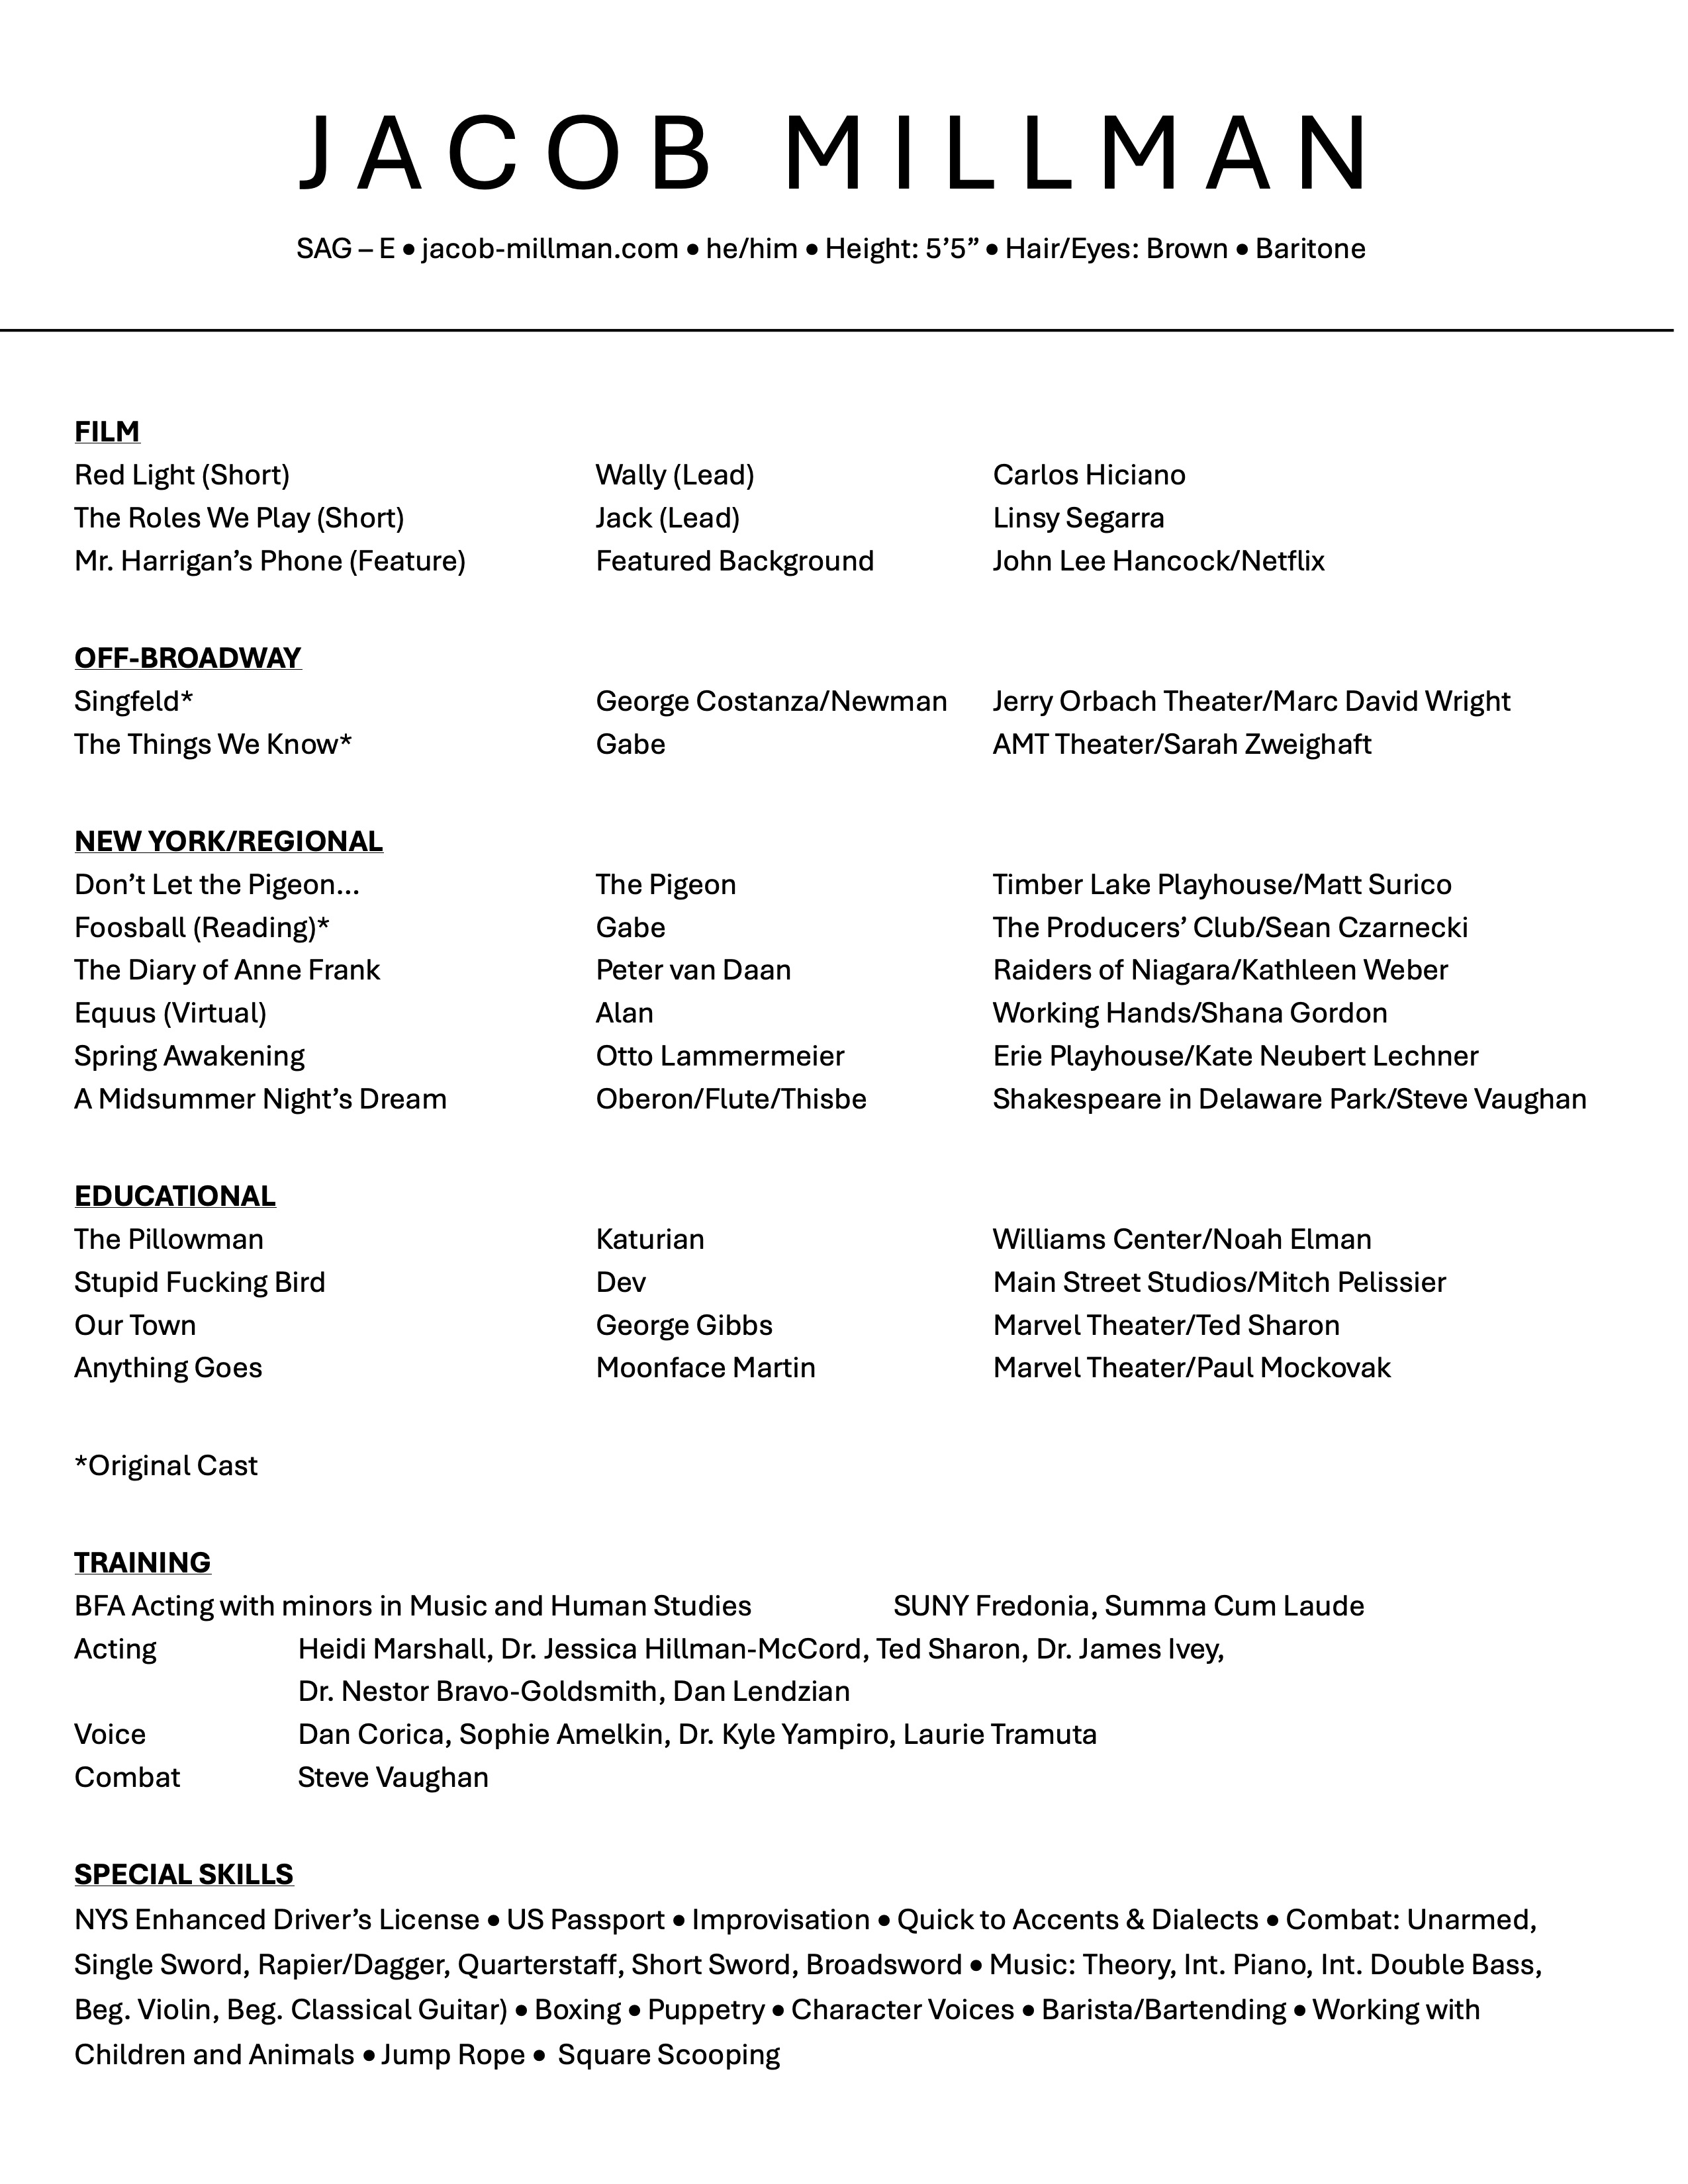 JACOB MILLMAN
SAG – E • jacob-millman.com • he/him • Height: 5’5” • Hair/Eyes: Brown • Baritone
FILM
Red Light (Short) Wally (Lead) Carlos Hiciano
The Roles We Play (Short) Jack (Lead) Linsy Segarra
Mr. Harrigan’s Phone (Feature) Featured Background John Lee Hancock/Netflix
OFF-BROADWAY
Singfeld* George Costanza/Newman Jerry Orbach Theater/Marc David Wright
The Things We Know* Gabe AMT Theater/Sarah Zweighaft
NEW YORK/REGIONAL
Don’t Let the Pigeon… The Pigeon Timber Lake Playhouse/Matt Surico
Foosball (Reading)* Gabe The Producers’ Club/Sean Czarnecki
The Diary of Anne Frank Peter van Daan Raiders of Niagara/Kathleen Weber
Equus (Virtual) Alan Working Hands/Shana Gordon
Spring Awakening Otto Lammermeier Erie Playhouse/Kate Neubert Lechner
A Midsummer Night’s Dream Oberon/Flute/Thisbe Shakespeare in Delaware Park/Steve Vaughan
EDUCATIONAL
The Pillowman Katurian Williams Center/Noah Elman
Stupid Fucking Bird Dev Main Street Studios/Mitch Pelissier
Our Town George Gibbs Marvel Theater/Ted Sharon
Anything Goes Moonface Martin Marvel Theater/Paul Mockovak
*Original Cast
TRAINING
BFA Acting with minors in Music and Human Studies SUNY Fredonia, Summa Cum Laude
Acting Heidi Marshall, Dr. Jessica Hillman-McCord, Ted Sharon, Dr. James Ivey,
Dr. Nestor Bravo-Goldsmith, Dan Lendzian
Voice Dan Corica, Sophie Amelkin, Dr. Kyle Yampiro, Laurie Tramuta
Combat Steve Vaughan
SPECIAL SKILLS
NYS Enhanced Driver’s License • US Passport • Improvisation • Quick to Accents & Dialects • Combat: Unarmed,
Single Sword, Rapier/Dagger, Quarterstaff, Short Sword, Broadsword • Music: Theory, Int. Piano, Int. Double Bass,
Beg. Violin, Beg. Classical Guitar) • Boxing • Puppetry • Character Voices • Barista/Bartending • Working with
Children and Animals • Jump Rope • Square Scooping